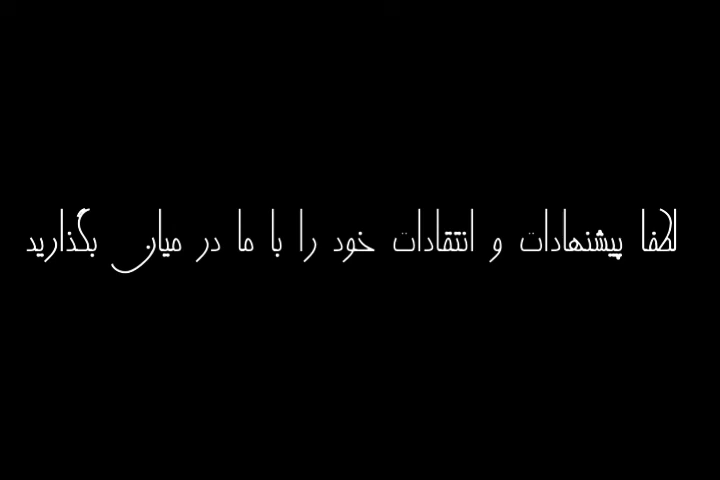 لطفا پیشنهادات و انتقادات خود را با ما در میان بگذارید